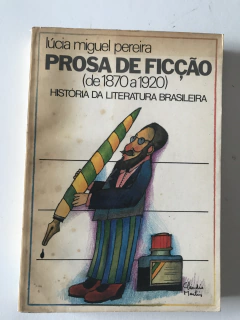 lúcia miguel pereira
PROSA DE FICÇÃO
(de 1870 a 1920)
HISTÓRIA DA LITERATURA BRASILEIRA